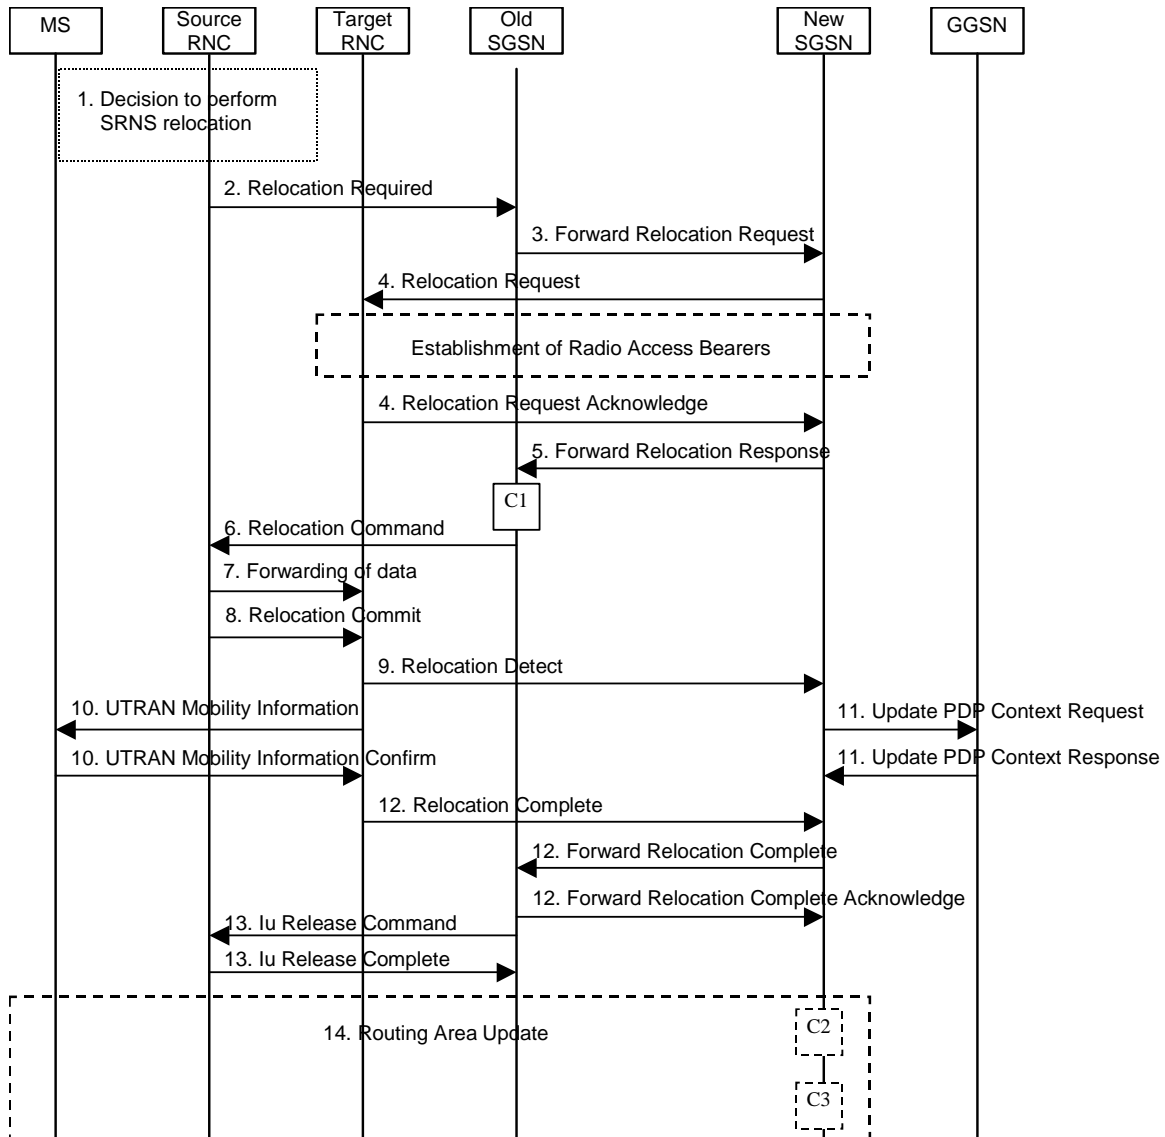 MS
Source
RNC
Target
RNC
Old
SGSN
New
SGSN
GGSN
1. Decision to perform
SRNS relocation
2. Relocation Required
3. Forward Relocation Request
4. Relocation Request
Establishment of Radio Access Bearers
4. Relocation Request Acknowledge
5. Forward Relocation Response
C1
6. Relocation Command
7. Forwarding of data
8. Relocation Commit
9. Relocation Detect
10. UTRAN Mobility Information
11. Update PDP Context Request
10. UTRAN Mobility Information Confirm
11. Update PDP Context Response
12. Relocation Complete
12. Forward Relocation Complete
12. Forward Relocation Complete Acknowledge
13. Iu Release Command
13. Iu Release Complete
14. Routing Area Update
C2
C3